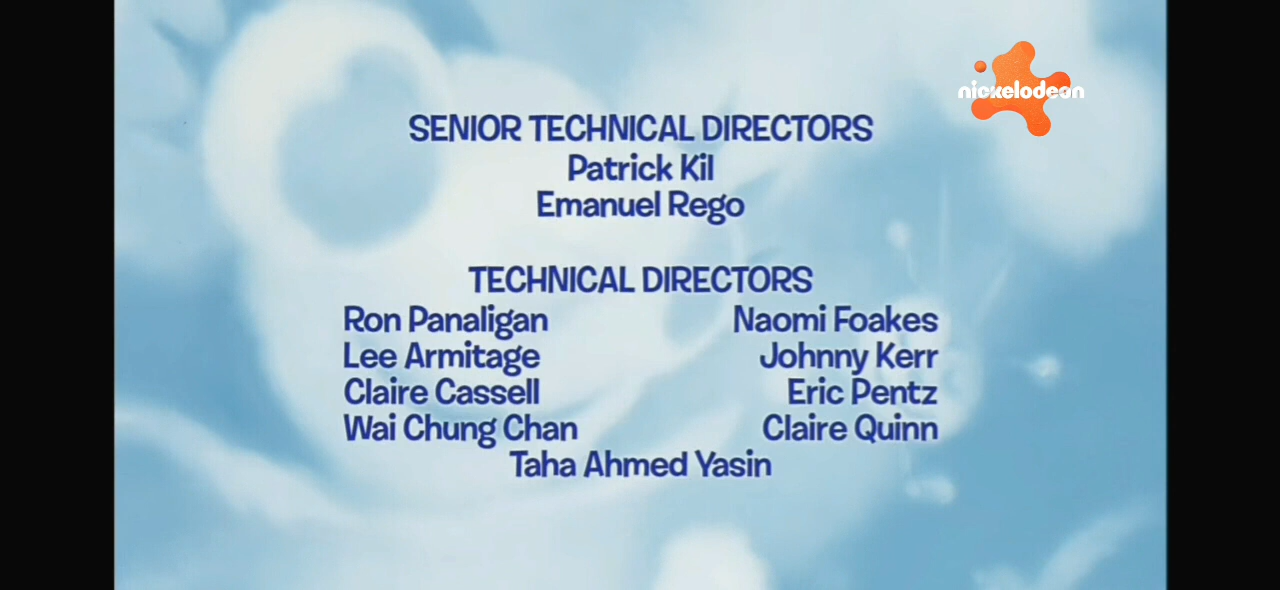 nickelodeon
SENIOR TECHNICAL DIRECTORS
Patrick Kil
Emanuel Rego
TECHNICAL DIRECTORS
Ron Panaligan Naomi Foakes
Lee Armitage Johnny Kerr
Claire Cassell Eric Pentz
Wai Chung Chan Claire Quinn
Taha Ahmed Yasin